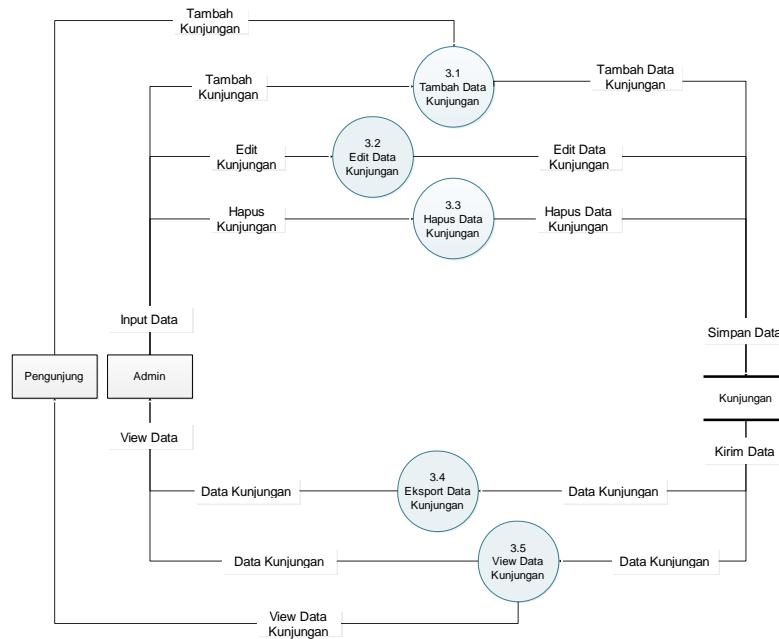 Tambah
Kunjungan
3.1
Tambah Data
Kunjungan
Tambah
Kunjungan
Tambah Data
Kunjungan
3.2
Edit Data
Kunjungan
Edit
Kunjungan
Edit Data
Kunjungan
3.3
Hapus Data
Kunjungan
Hapus
Kunjungan
Hapus Data
Kunjungan
Input Data
Simpan Data
Pengunjung
Admin
Kunjungan
View Data
Kirim Data
Data Kunjungan
3.4
Eksport Data
Kunjungan
Data Kunjungan
Data Kunjungan
3.5
View Data
Kunjungan
Data Kunjungan
View Data
Kunjungan